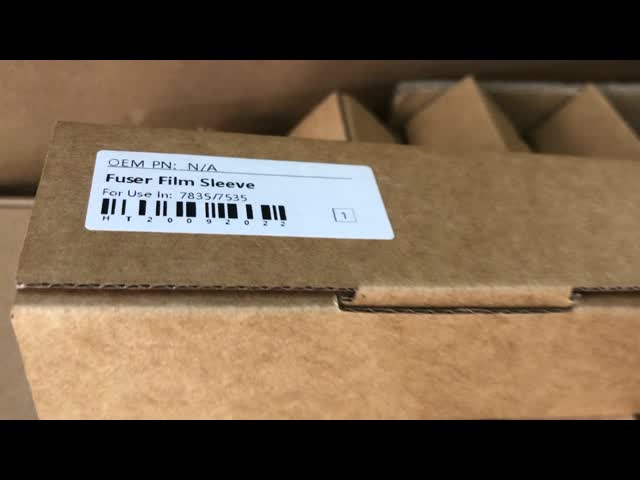 OEM PN: N/A
Fuser Film Sleeve
For Use In: 7835/7535
HT20092022
1